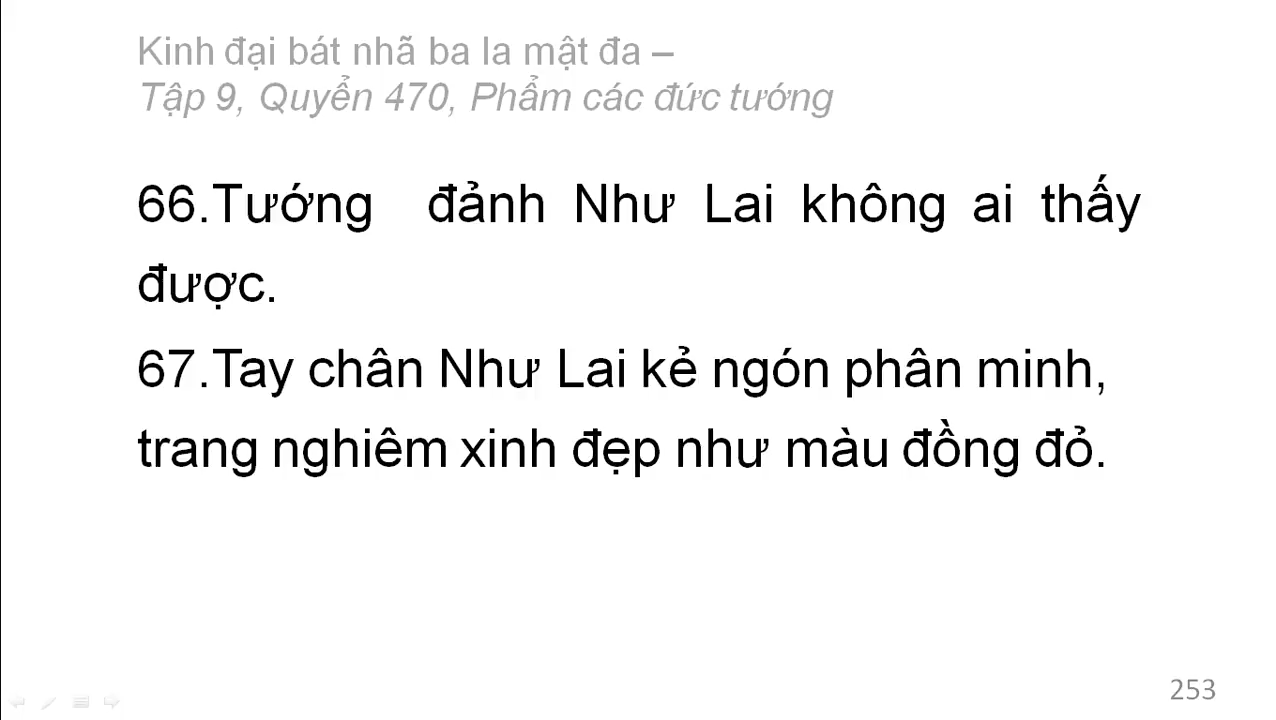 Kinh đại bát nhã ba la mật đa –
Tập 9, Quyển 470, Phẩm các đức tướng
66.Tướng đảnh Như Lai không ai thấy
được.
67.Tay chân Như Lai kẻ ngón phân minh,
trang nghiêm xinh đẹp như màu đồng đỏ.
253